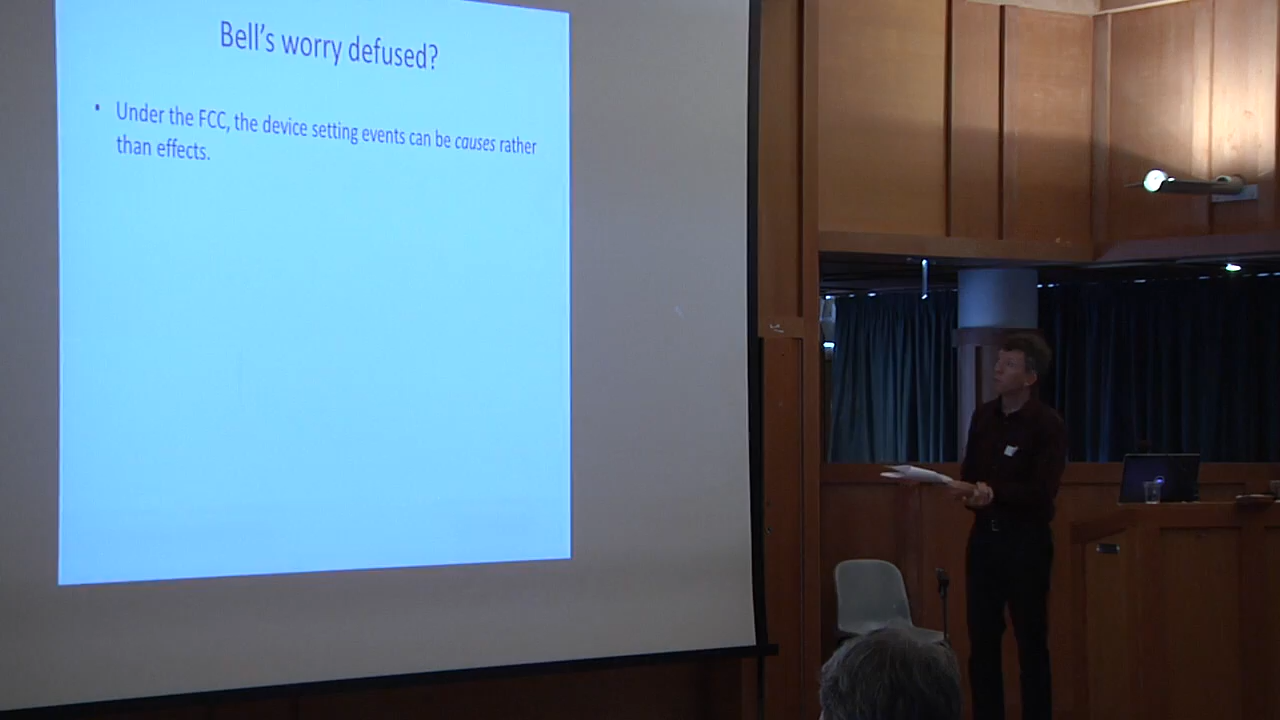 Bell's worry defused?
• Under the FCC, the device setting events can be causes rather
than effects.